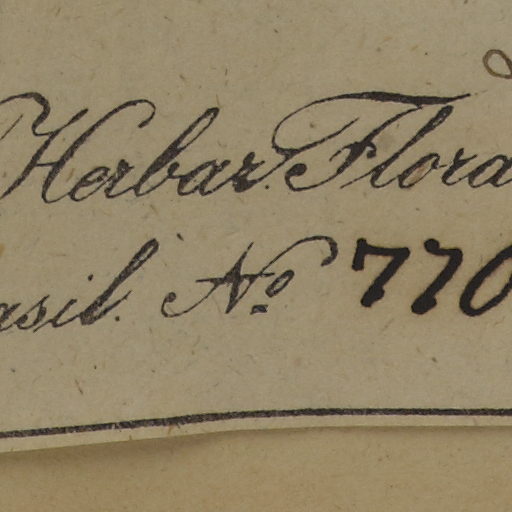 Herbar. Flora
asil. No. 770